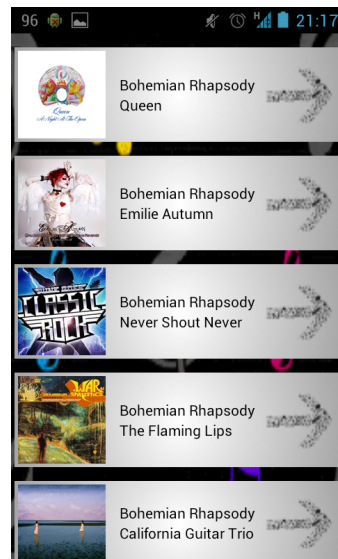 96
H
21:17
Bohemian Rhapsody
Queen
Queen
A Night At The Opera
Bohemian Rhapsody
Emilie Autumn
Bohemian Rhapsody
Never Shout Never
CLASSIC
ROCK
Bohemian Rhapsody
The Flaming Lips
WAR
Bohemian Rhapsody
California Guitar Trio